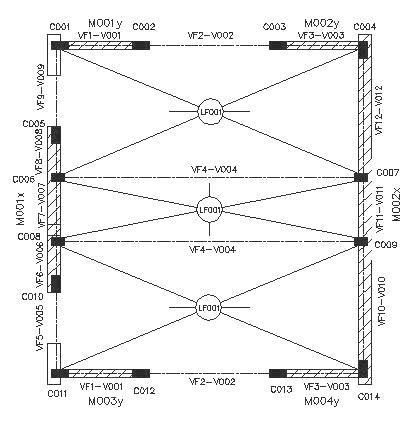 M001y M002y
C001 C002 C003 C004
VF1-V001 VF2-V002 VF3-V003
VF9-V009
LF001
VF12-V012
C005
VF8-V008
C006 VF4-V004 C007
M001x
VF7-V007
LF001
VF11-V011
M002x
C008 VF4-V004 C009
VF6-V006
C010
LF001
VF10-V010
VF5-V005
VF1-V001 VF2-V002 VF3-V003
C011 C012 C013 C014
M003y M004y